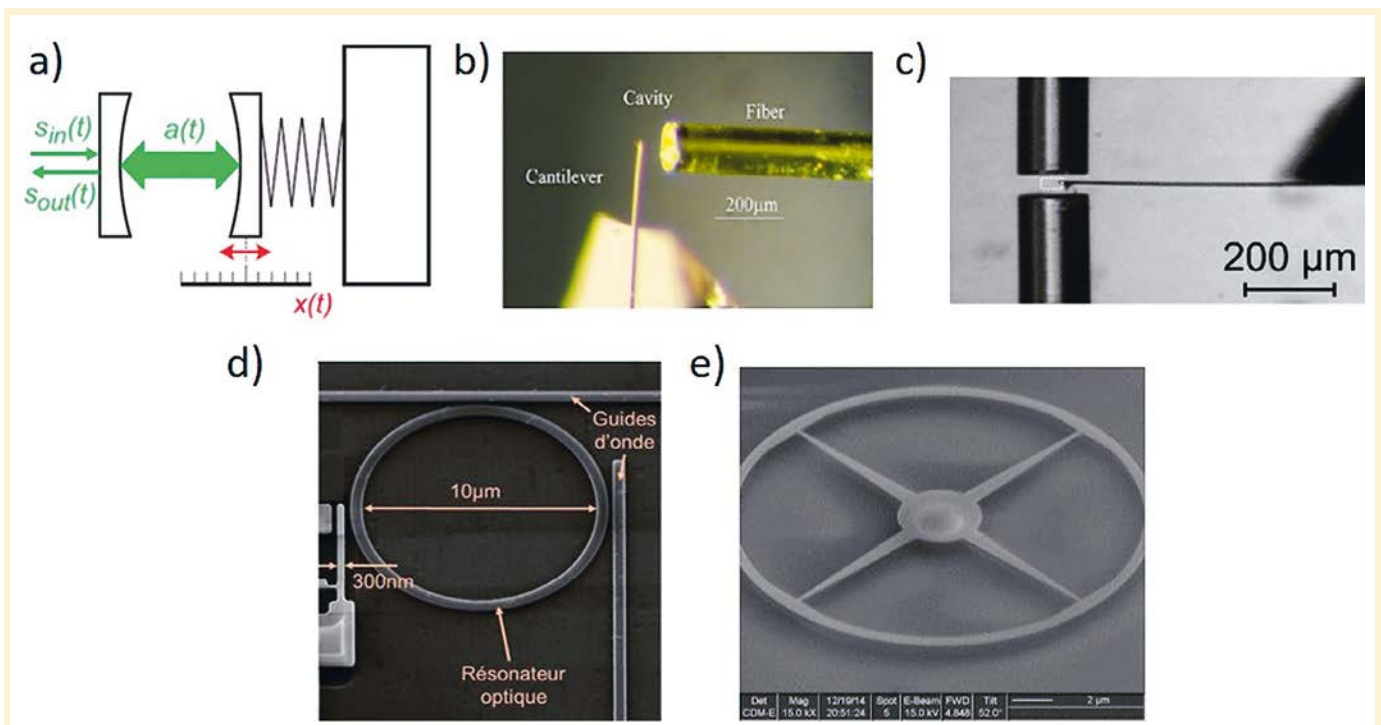 a)
s_in(t)
a(t)
s_out(t)
x(t)
b)
Cavity
Fiber
Cantilever
200µm
c)
200 µm
d)
Guides
d'onde
10µm
300nm
Résonateur
optique
e)
Det Mag 12/19/14 Spot E-Beam FWD Tilt 2 µm
CDM-E 15.0 kX 20:51:24 5 15.0 kV 4.848 52.0°